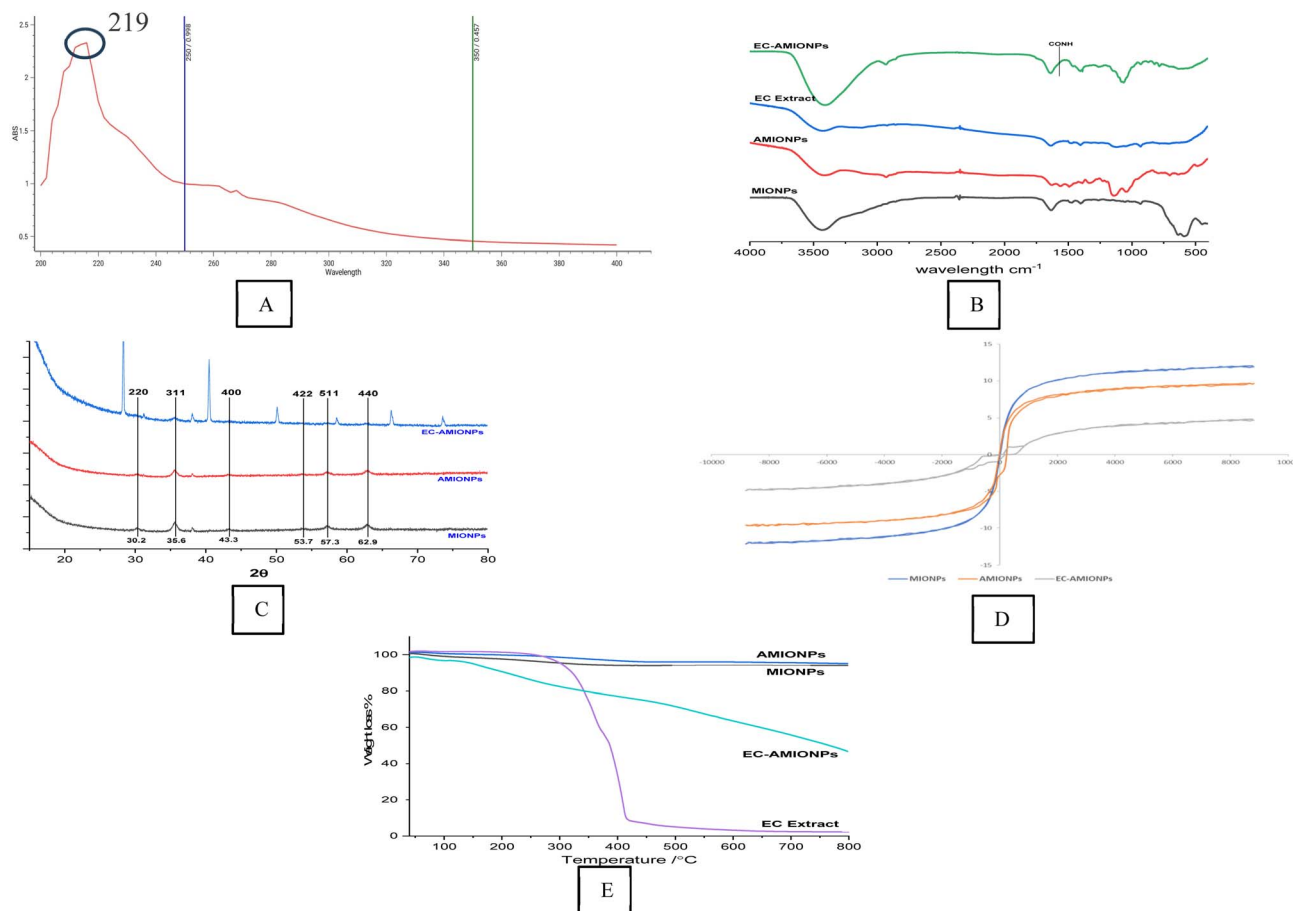 219
2.5
2
1.5
1
0.5
ABS
250 / 0.998
350 / 0.457
200 220 240 260 280 300 320 340 360 380 400
Wavelength
A
EC-AMIONPs
CONH
EC Extract
AMIONPs
MIONPs
4000 3500 3000 2500 2000 1500 1000 500
wavelength cm-1
B
220 311 400 422 511 440
EC-AMIONPs
AMIONPs
MIONPs
30.2 35.6 43.3 53.7 57.3 62.9
20 30 40 50 60 70 80
2θ
C
15
10
5
0
-5
-10
-15
-10000 -8000 -6000 -4000 -2000 0 2000 4000 6000 8000
MIONPs AMIONPs EC-AMIONPs
D
100
80
60
40
20
0
AMIONPs
MIONPs
EC-AMIONPs
EC Extract
100 200 300 400 500 600 700 800
Temperature /°C
E